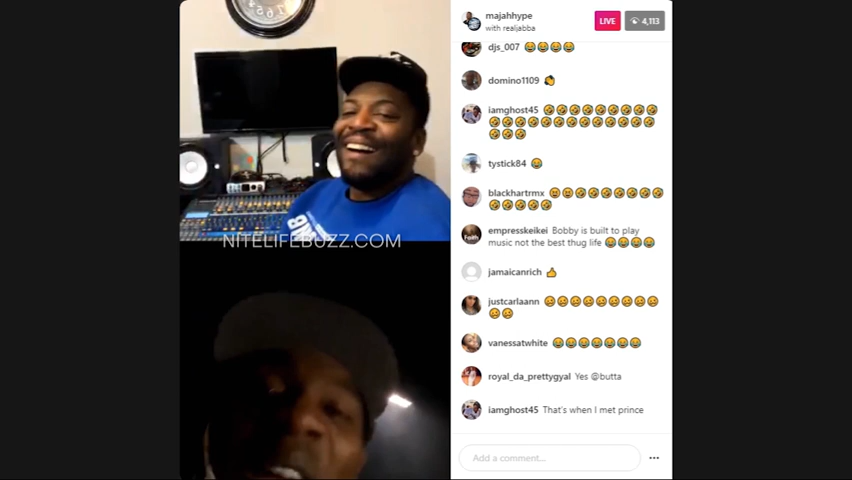 majahhype
with realjabba
LIVE
4,113
djs_007 😂😂😂😂
domino1109
iamghost45 🤣🤣🤣🤣🤣🤣🤣🤣🤣
🤣🤣🤣🤣🤣🤣🤣🤣🤣🤣🤣🤣🤣
🤣🤣🤣
tystick84 😂
blackhartrmx 😆😆🤣🤣🤣🤣🤣🤣🤣
🤣🤣🤣🤣🤣
empresskeikei Bobby is built to play
music not the best thug life 😂😂😂😂
jamaicanrich 👍
justcarlaann 😂😂😂😂😂😂😂😂😂
😂😂
vanessatwhite 😂😂😂😂😂😂😂
royal_da_prettygyal Yes @butta
iamghost45 That's when I met prince
Add a comment...
NITELIFEBUZZ.COM